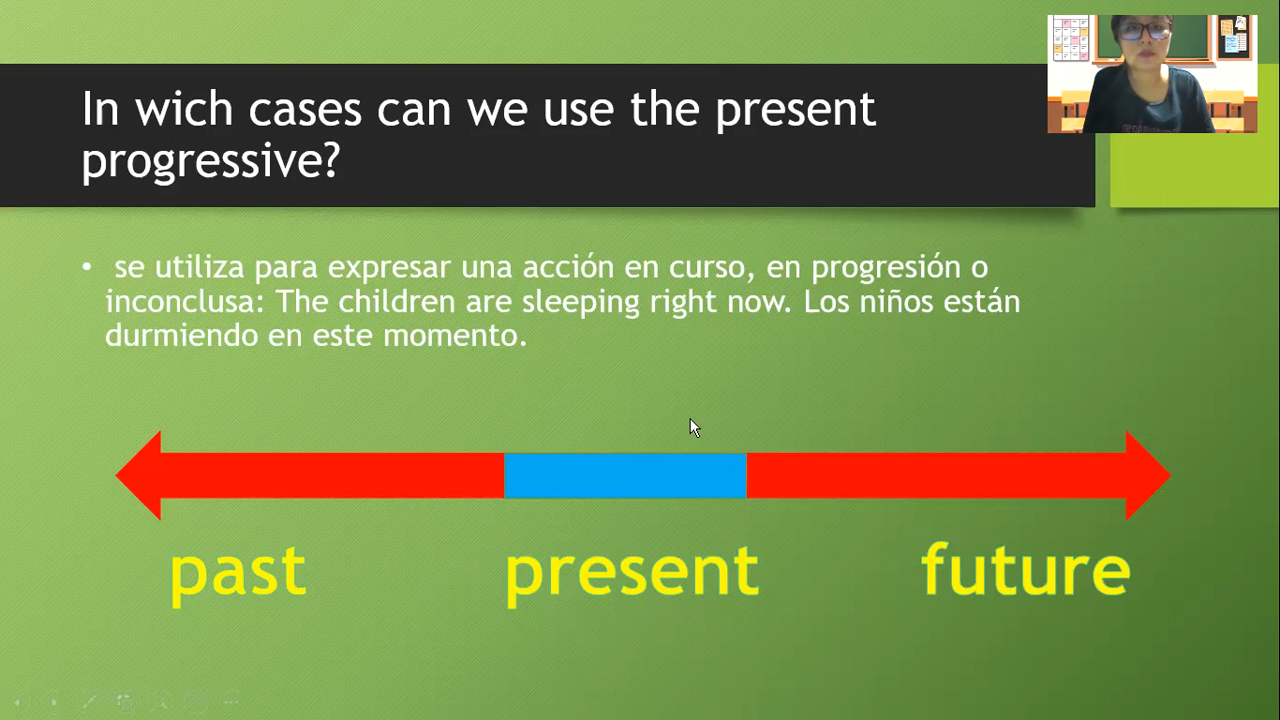 In wich cases can we use the present
progressive?
• se utiliza para expresar una acción en curso, en progresión o
inconclusa: The children are sleeping right now. Los niños están
durmiendo en este momento.
past present future